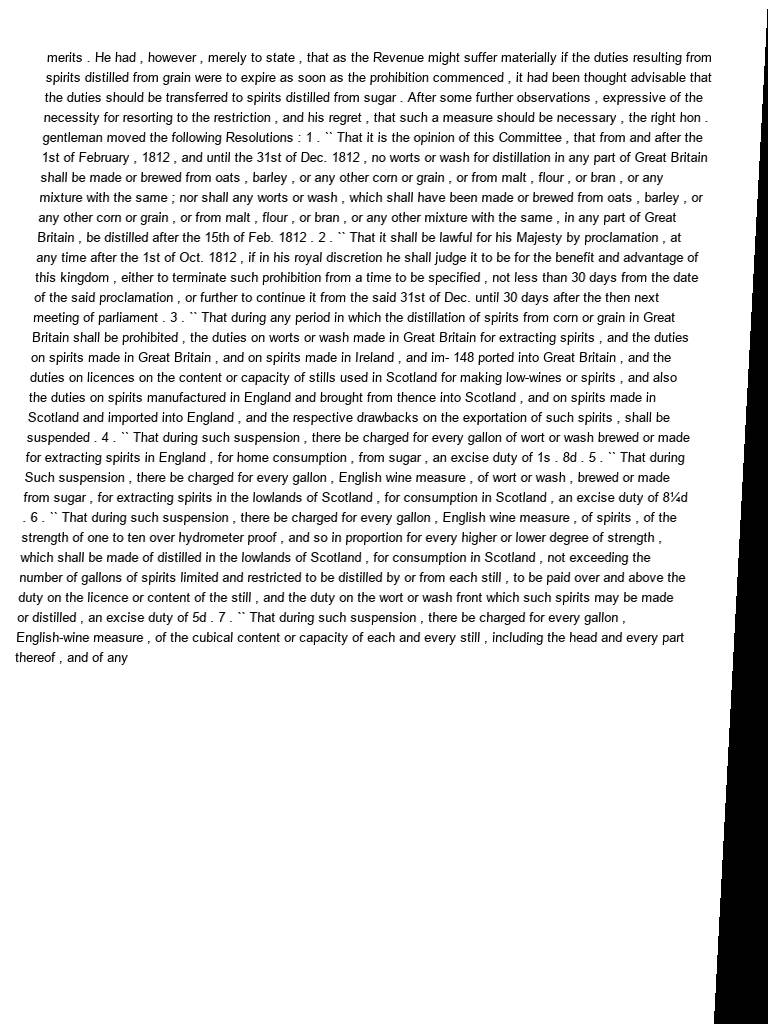 merits . He had , however , merely to state , that as the Revenue might suffer materially if the duties resulting from
spirits distilled from grain were to expire as soon as the prohibition commenced , it had been thought advisable that
the duties should be transferred to spirits distilled from sugar . After some further observations , expressive of the
necessity for resorting to the restriction , and his regret , that such a measure should be necessary , the right hon .
gentleman moved the following Resolutions : 1 . `` That it is the opinion of this Committee , that from and after the
1st of February , 1812 , and until the 31st of Dec. 1812 , no worts or wash for distillation in any part of Great Britain
shall be made or brewed from oats , barley , or any other corn or grain , or from malt , flour , or bran , or any
mixture with the same ; nor shall any worts or wash , which shall have been made or brewed from oats , barley , or
any other corn or grain , or from malt , flour , or bran , or any other mixture with the same , in any part of Great
Britain , be distilled after the 15th of Feb. 1812 . 2 . `` That it shall be lawful for his Majesty by proclamation , at
any time after the 1st of Oct. 1812 , if in his royal discretion he shall judge it to be for the benefit and advantage of
this kingdom , either to terminate such prohibition from a time to be specified , not less than 30 days from the date
of the said proclamation , or further to continue it from the said 31st of Dec. until 30 days after the then next
meeting of parliament . 3 . `` That during any period in which the distillation of spirits from corn or grain in Great
Britain shall be prohibited , the duties on worts or wash made in Great Britain for extracting spirits , and the duties
on spirits made in Great Britain , and on spirits made in Ireland , and im- 148 ported into Great Britain , and the
duties on licences on the content or capacity of stills used in Scotland for making low-wines or spirits , and also
the duties on spirits manufactured in England and brought from thence into Scotland , and on spirits made in
Scotland and imported into England , and the respective drawbacks on the exportation of such spirits , shall be
suspended . 4 . `` That during such suspension , there be charged for every gallon of wort or wash brewed or made
for extracting spirits in England , for home consumption , from sugar , an excise duty of 1s . 8d . 5 . `` That during
Such suspension , there be charged for every gallon , English wine measure , of wort or wash , brewed or made
from sugar , for extracting spirits in the lowlands of Scotland , for consumption in Scotland , an excise duty of 8¼d
. 6 . `` That during such suspension , there be charged for every gallon , English wine measure , of spirits , of the
strength of one to ten over hydrometer proof , and so in proportion for every higher or lower degree of strength ,
which shall be made of distilled in the lowlands of Scotland , for consumption in Scotland , not exceeding the
number of gallons of spirits limited and restricted to be distilled by or from each still , to be paid over and above the
duty on the licence or content of the still , and the duty on the wort or wash front which such spirits may be made
or distilled , an excise duty of 5d . 7 . `` That during such suspension , there be charged for every gallon ,
English-wine measure , of the cubical content or capacity of each and every still , including the head and every part
thereof , and of any